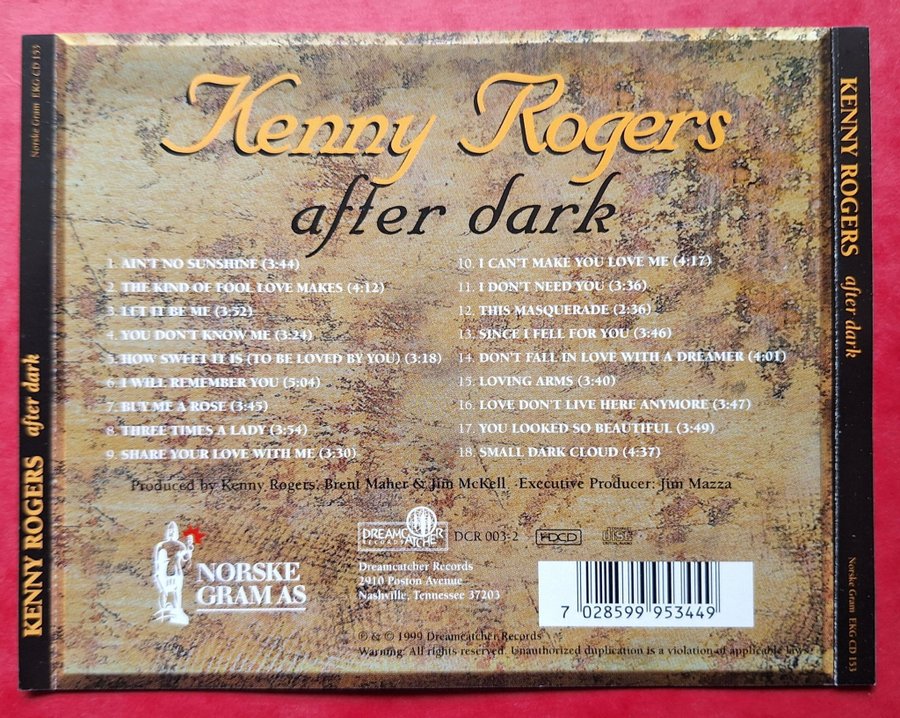 Norske Gram EKG CD 153
KENNY ROGERS after dark
Kenny Rogers
after dark
1. AIN'T NO SUNSHINE (3:44)
2. THE KIND OF FOOL LOVE MAKES (4:12)
3. LET IT BE ME (3:52)
4. YOU DON'T KNOW ME (3:24)
5. HOW SWEET IT IS (TO BE LOVED BY YOU) (3:18)
6. I WILL REMEMBER YOU (5:04)
7. BUY ME A ROSE (3:45)
8. THREE TIMES A LADY (3:54)
9. SHARE YOUR LOVE WITH ME (3:30)
10. I CAN'T MAKE YOU LOVE ME (4:17)
11. I DON'T NEED YOU (3:36)
12. THIS MASQUERADE (2:36)
13. SINCE I FELL FOR YOU (3:46)
14. DON'T FALL IN LOVE WITH A DREAMER (4:01)
15. LOVING ARMS (3:40)
16. LOVE DON'T LIVE HERE ANYMORE (3:47)
17. YOU LOOKED SO BEAUTIFUL (3:49)
18. SMALL DARK CLOUD (4:37)
Produced by Kenny Rogers, Brent Maher & Jim McKell Executive Producer: Jim Mazza
NORSKE
GRAM AS
DREAMCATCHER
RECORDS
DCR 003-2
HDCD
disc
Dreamcatcher Records
2910 Poston Avenue
Nashville, Tennessee 37203
7 028599 953449
℗ & © 1999 Dreamcatcher Records
Warning: All rights reserved. Unauthorized duplication is a violation of applicable laws.
KENNY ROGERS after dark
Norske Gram EKG CD 153